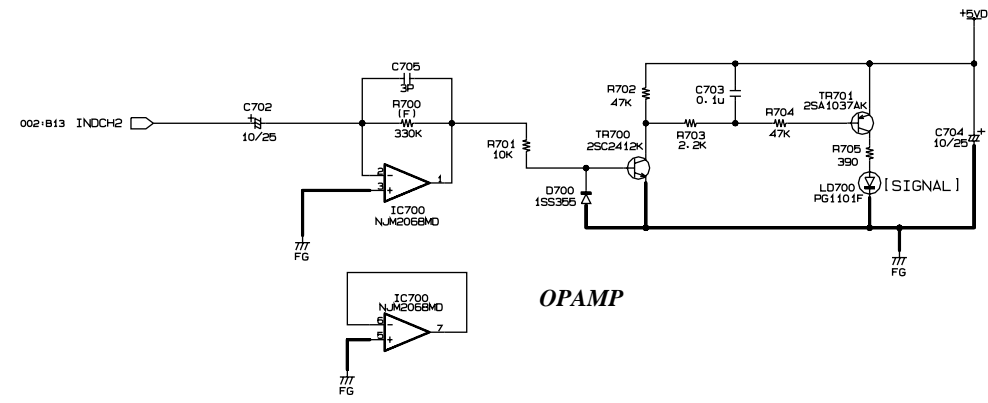 +5VD
C705
3P
R700
(F)
330K
C702
+
10/25
002:B13 INDCH2
R701
10K
2
-
3
+
1
IC700
NJM2068MD
FG
D700
1SS355
TR700
2SC2412K
R702
47K
C703
0.1u
R703
2.2K
R704
47K
TR701
2SA1037AK
R705
390
LD700
PG1101F
[SIGNAL]
C704
10/25
+
FG
IC700
NJM2068MD
6
-
5
+
7
FG
OPAMP